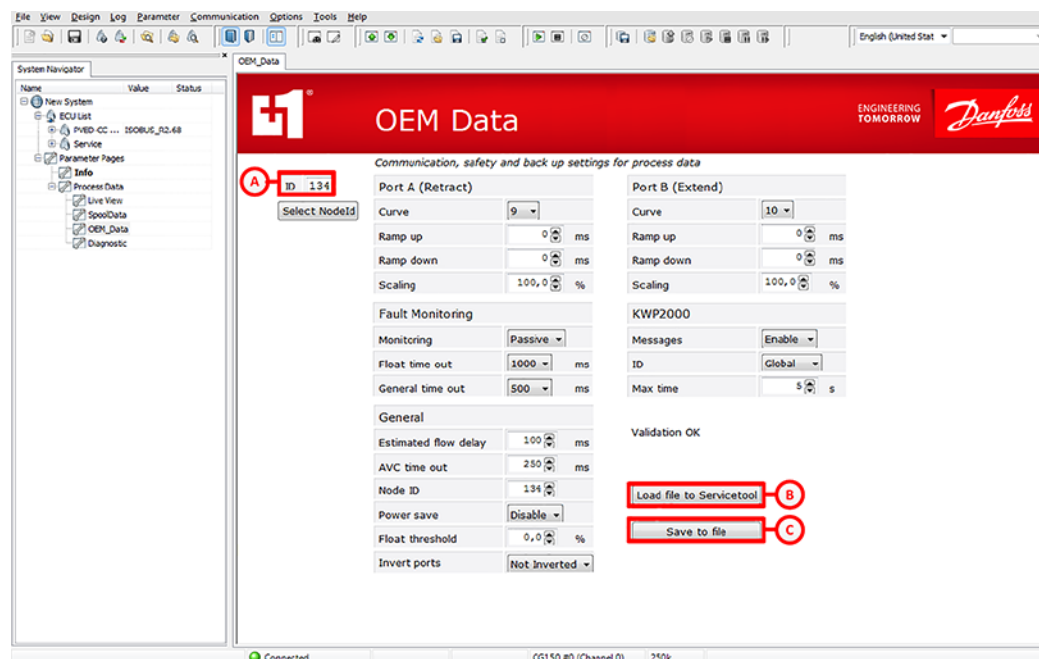 File View Design Log Parameter Communication Options Tools Help
English (United Stat
System Navigator
OEM_Data
Name Value Status
New System
ECU List
PVED-CC ... ISOBUS_R2.68
Service
Parameter Pages
Info
Process Data
Live View
SpoolData
OEM_Data
Diagnostic
OEM Data
ENGINEERING
TOMORROW
Danfoss
Communication, safety and back up settings for process data
A
ID 134
Select NodeId
Port A (Retract)
Curve 9
Ramp up 0 ms
Ramp down 0 ms
Scaling 100,0 %
Port B (Extend)
Curve 10
Ramp up 0 ms
Ramp down 0 ms
Scaling 100,0 %
Fault Monitoring
Monitoring Passive
Float time out 1000 ms
General time out 500 ms
KWP2000
Messages Enable
ID Global
Max time 5 s
General
Estimated flow delay 100 ms
AVC time out 250 ms
Node ID 134
Power save Disable
Float threshold 0,0 %
Invert ports Not Inverted
Validation OK
Load file to Servicetool B
Save to file C
Connected CG150 #0 (Channel 0) 250k